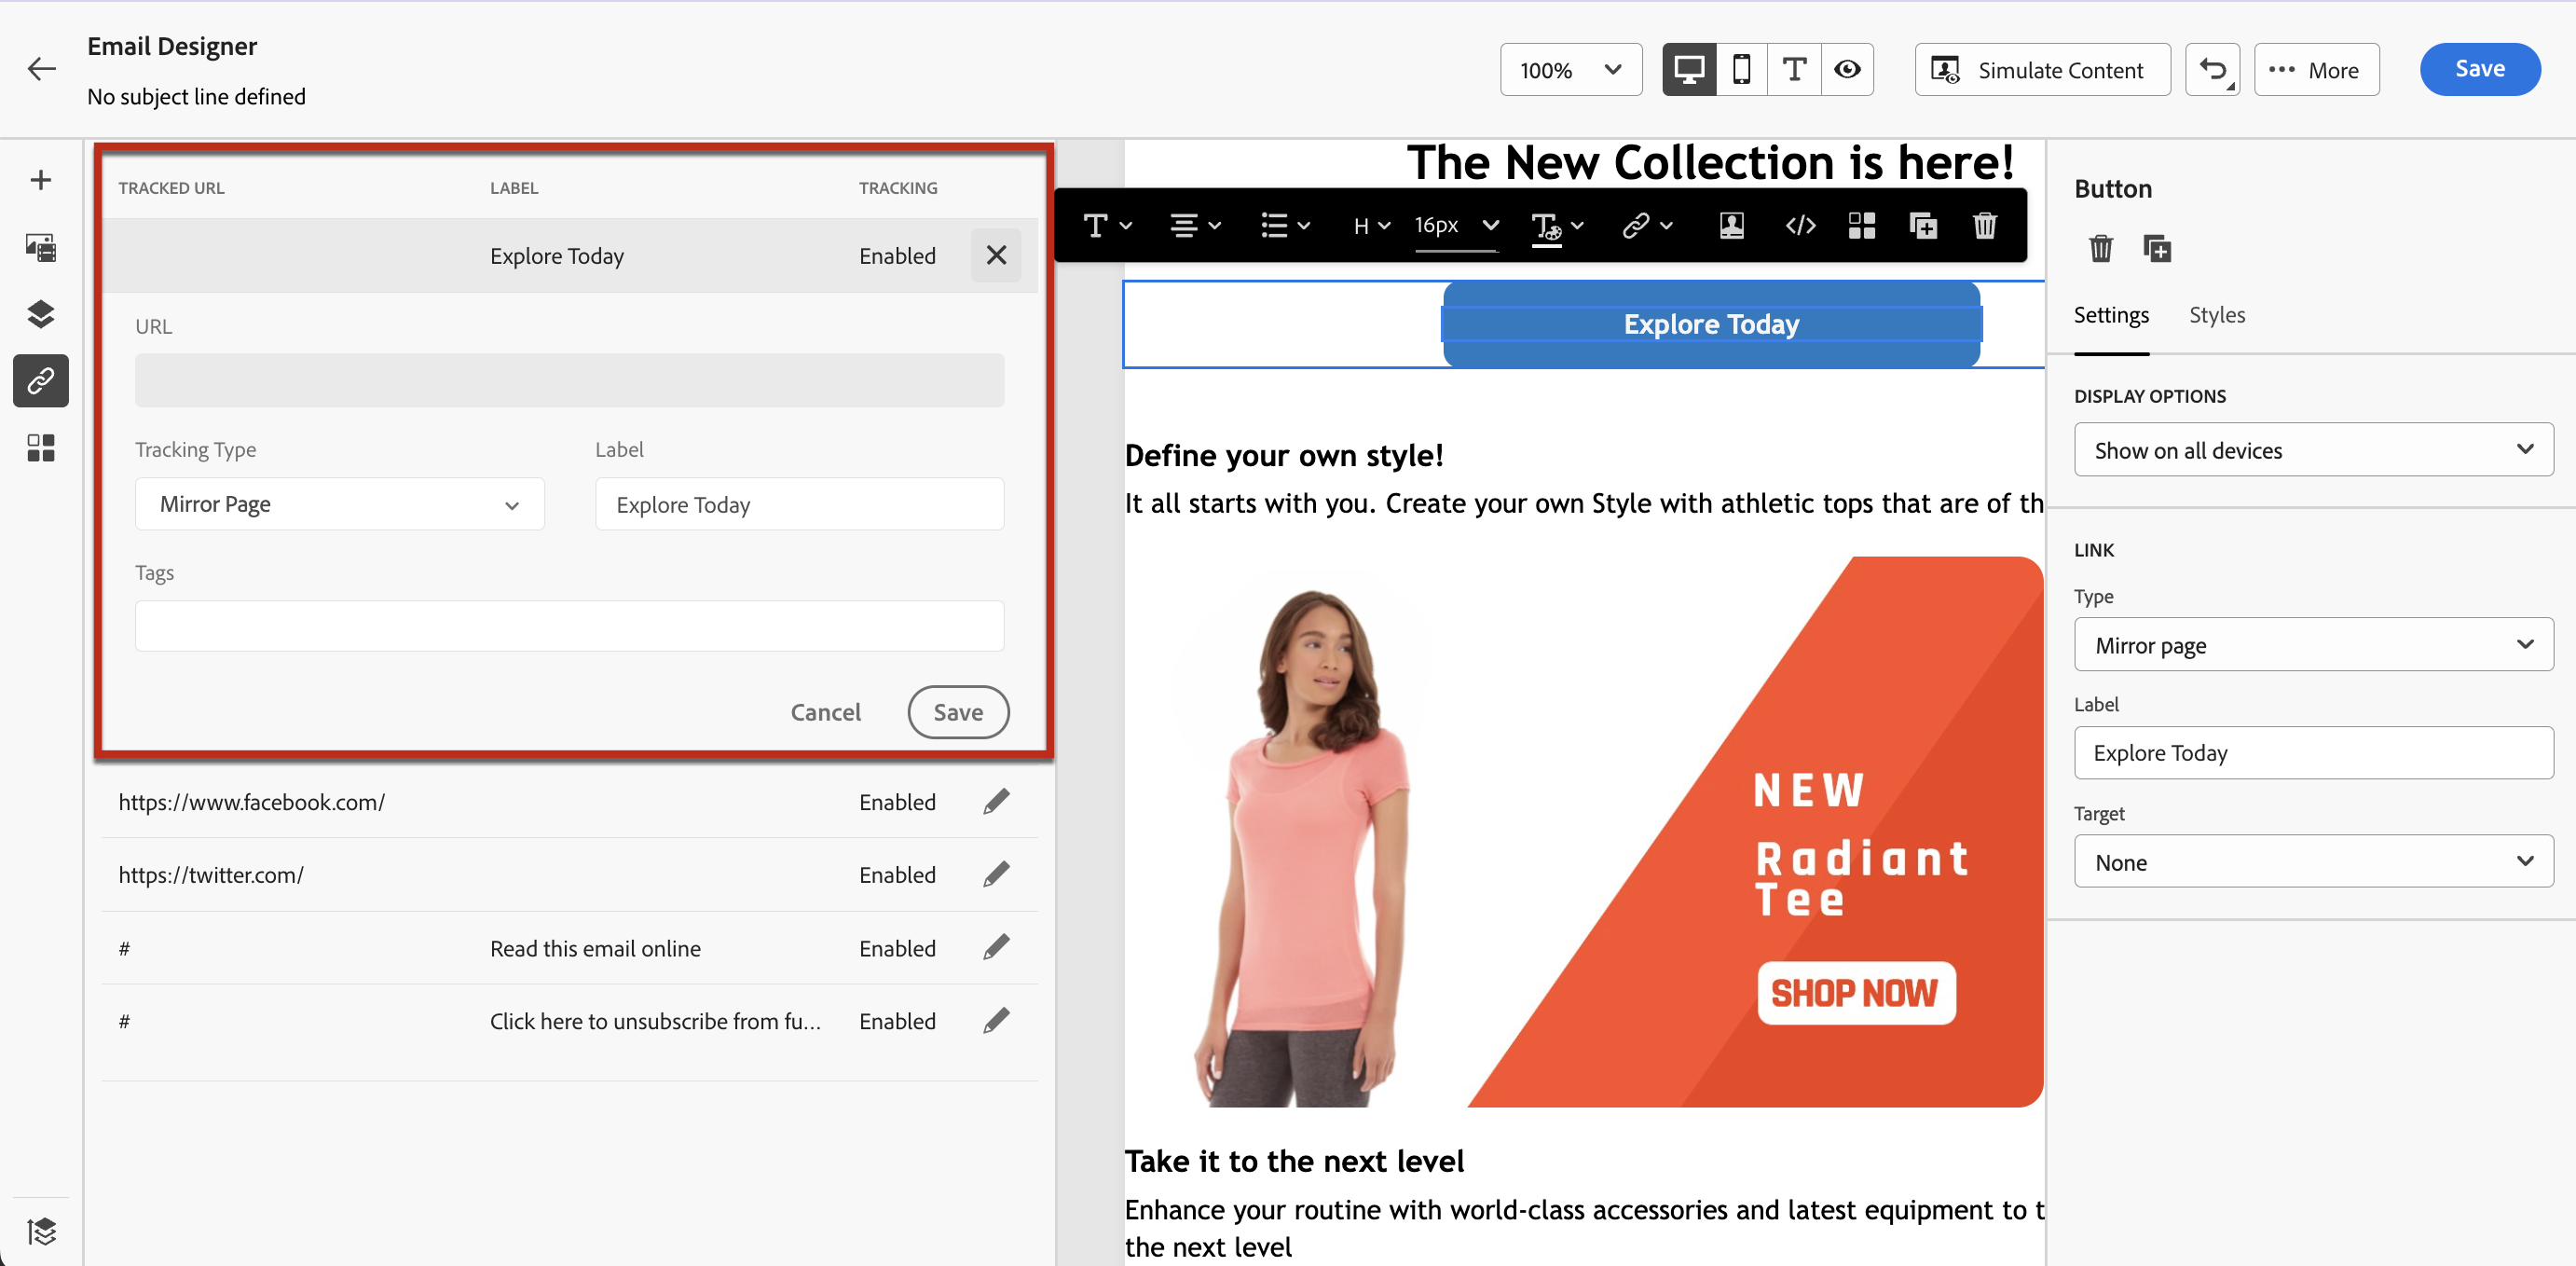 Email Designer
No subject line defined
100%
Simulate Content
More
Save
TRACKED URL LABEL TRACKING
Explore Today Enabled
URL
Tracking Type Label
Mirror Page Explore Today
Tags
Cancel Save
https://www.facebook.com/ Enabled
https://twitter.com/ Enabled
# Read this email online Enabled
# Click here to unsubscribe from fu... Enabled
The New Collection is here!
H 16px
Explore Today
Define your own style!
It all starts with you. Create your own Style with athletic tops that are of th
NEW
Radiant
Tee
SHOP NOW
Take it to the next level
Enhance your routine with world-class accessories and latest equipment to t
the next level
Button
Settings Styles
DISPLAY OPTIONS
Show on all devices
LINK
Type
Mirror page
Label
Explore Today
Target
None